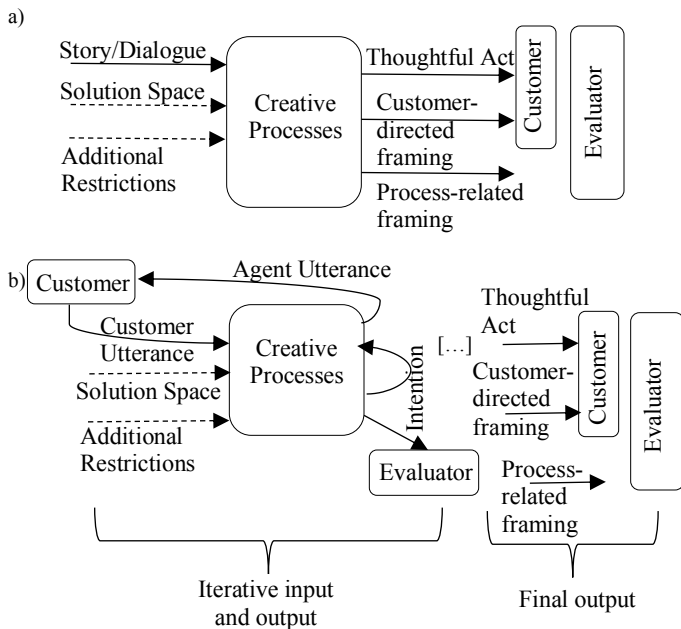 a)
Story/Dialogue
Solution Space
Additional
Restrictions
Creative
Processes
Thoughtful Act
Customer-
directed
framing
Process-related
framing
Customer
Evaluator
b)
Customer
Agent Utterance
Customer
Utterance
Solution Space
Additional
Restrictions
Creative
Processes
Intention
Evaluator
[...]
Thoughtful
Act
Customer-
directed
framing
Process-
related
framing
Customer
Evaluator
Iterative input
and output
Final output